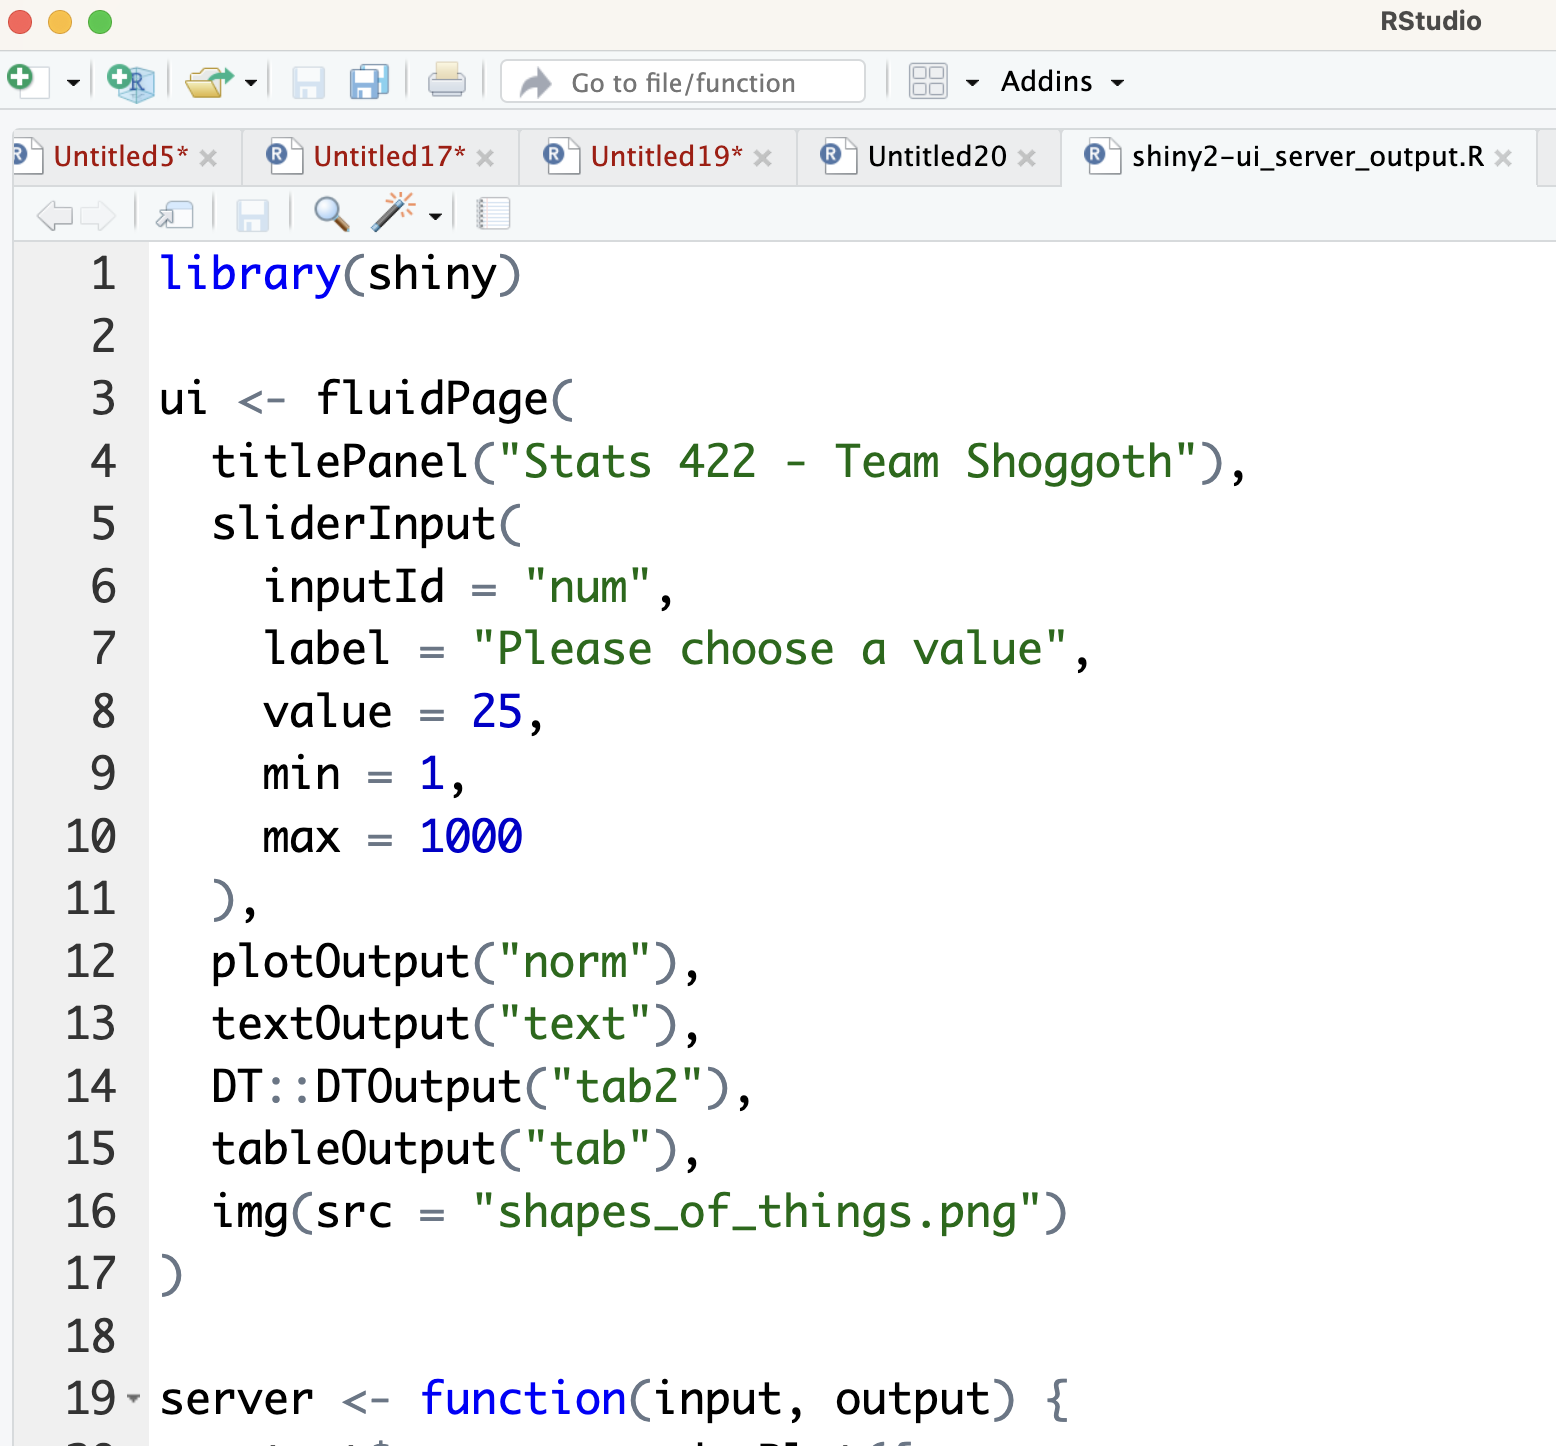 RStudio
Go to file/function Addins
Untitled5* Untitled17* Untitled19* Untitled20 shiny2-ui_server_output.R
1 library(shiny)
2
3 ui <- fluidPage(
4   titlePanel("Stats 422 - Team Shoggoth"),
5   sliderInput(
6     inputId = "num",
7     label = "Please choose a value",
8     value = 25,
9     min = 1,
10     max = 1000
11   ),
12   plotOutput("norm"),
13   textOutput("text"),
14   DT::DTOutput("tab2"),
15   tableOutput("tab"),
16   img(src = "shapes_of_things.png")
17 )
18
19 server <- function(input, output) {